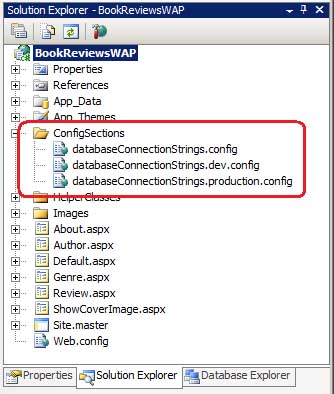 Solution Explorer - BookReviewsWAP
BookReviewsWAP
Properties
References
App_Data
App_Themes
ConfigSections
databaseConnectionStrings.config
databaseConnectionStrings.dev.config
databaseConnectionStrings.production.config
HelperClasses
Images
About.aspx
Author.aspx
Default.aspx
Genre.aspx
Review.aspx
ShowCoverImage.aspx
Site.master
Web.config
Properties Solution Explorer Database Explorer